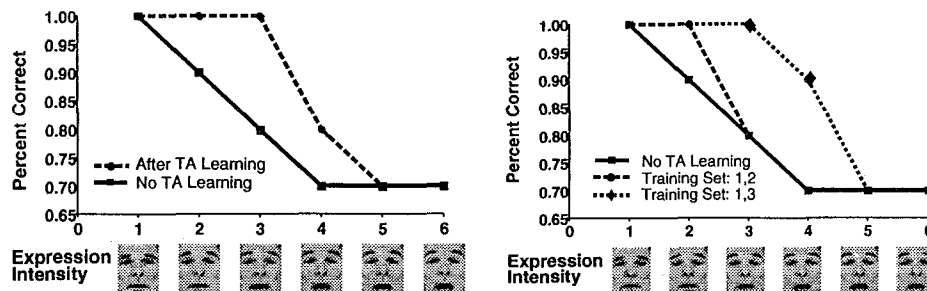 Percent Correct
1.00
0.95
0.90
0.85
0.80
0.75
0.70
0.65
After TA Learning
No TA Learning
0 1 2 3 4 5 6
Expression
Intensity
Percent Correct
1.00
0.95
0.90
0.85
0.80
0.75
0.70
0.65
No TA Learning
Training Set: 1,2
Training Set: 1,3
0 1 2 3 4 5 6
Expression
Intensity